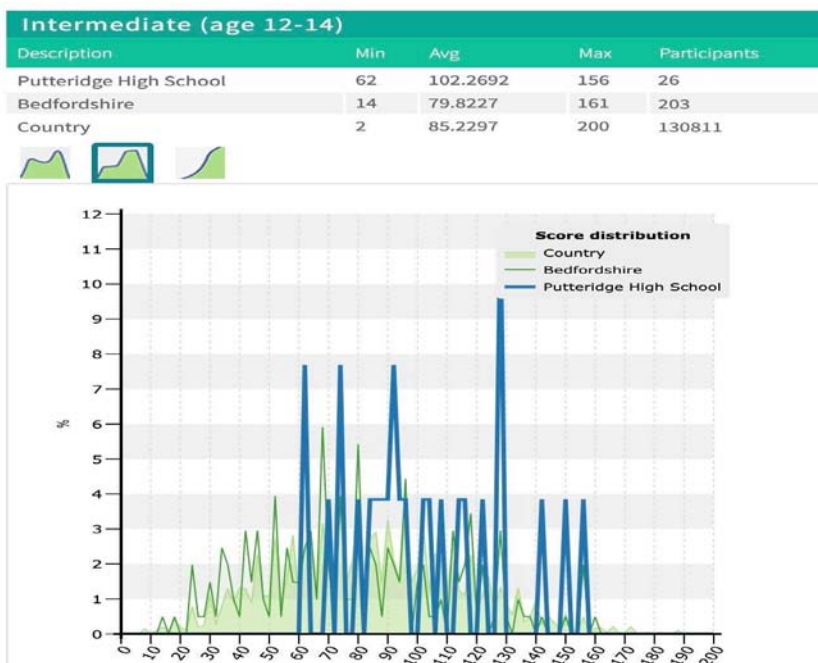 Intermediate (age 12-14)
Description Min Avg Max Participants
Putteridge High School 62 102.2692 156 26
Bedfordshire 14 79.8227 161 203
Country 2 85.2297 200 130811
Score distribution
Country
Bedfordshire
Putteridge High School
12
11
10
9
8
7
6
5
4
3
2
1
0
%
0 10 20 30 40 50 60 70 80 90 100 110 120 130 140 150 160 170 180 190 200